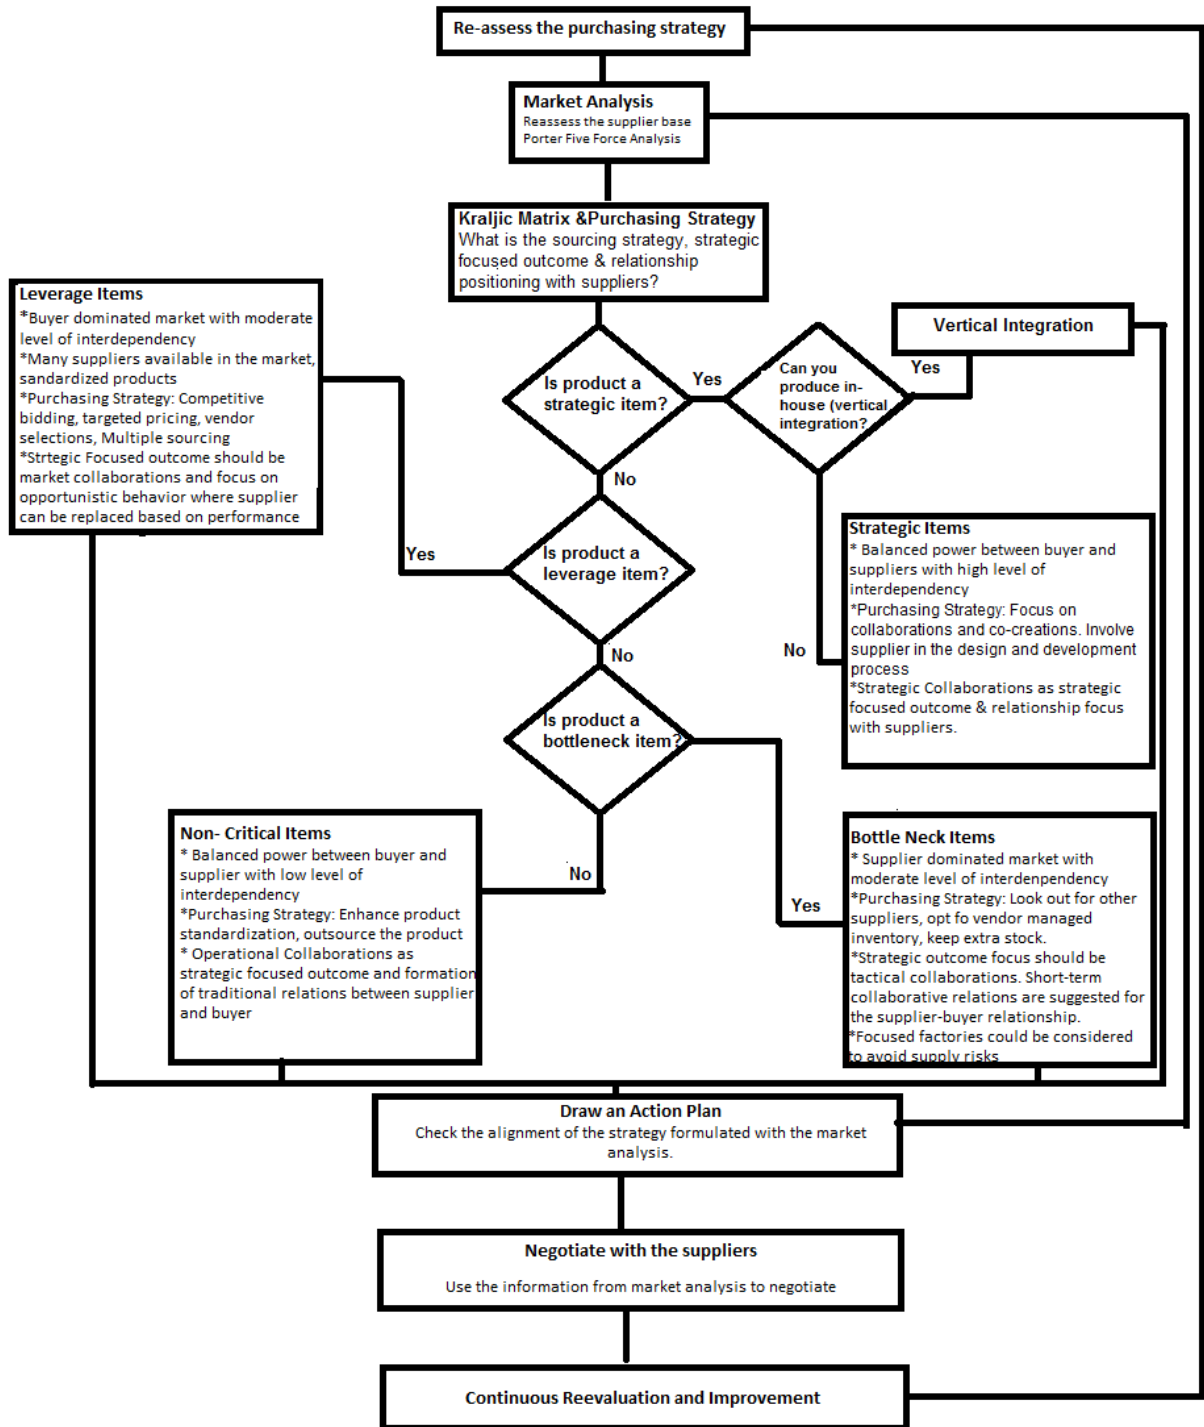 Re-assess the purchasing strategy
Market Analysis
Reassess the supplier base
Porter Five Force Analysis
Kraljic Matrix &Purchasing Strategy
What is the sourcing strategy, strategic
focused outcome & relationship
positioning with suppliers?
Leverage Items
*Buyer dominated market with moderate
level of interdependency
*Many suppliers available in the market,
sandardized products
*Purchasing Strategy: Competitive
bidding, targeted pricing, vendor
selections, Multiple sourcing
*Strtegic Focused outcome should be
market collaborations and focus on
opportunistic behavior where supplier
can be replaced based on performance
Is product a
strategic item?
Yes
Can you
produce in-
house (vertical
integration?
Yes
Vertical Integration
No
No
Strategic Items
* Balanced power between buyer and
suppliers with high level of
interdependency
*Purchasing Strategy: Focus on
collaborations and co-creations. Involve
supplier in the design and development
process
*Strategic Collaborations as strategic
focused outcome & relationship focus
with suppliers.
Is product a
leverage item?
Yes
No
Is product a
bottleneck item?
No
Yes
Non- Critical Items
* Balanced power between buyer and
supplier with low level of
interdependency
*Purchasing Strategy: Enhance product
standardization, outsource the product
* Operational Collaborations as
strategic focused outcome and formation
of traditional relations between supplier
and buyer
Bottle Neck Items
* Supplier dominated market with
moderate level of interdenpendency
*Purchasing Strategy: Look out for other
suppliers, opt fo vendor managed
inventory, keep extra stock.
*Strategic outcome focus should be
tactical collaborations. Short-term
collaborative relations are suggested for
the supplier-buyer relationship.
*Focused factories could be considered
to avoid supply risks
Draw an Action Plan
Check the alignment of the strategy formulated with the market
analysis.
Negotiate with the suppliers
Use the information from market analysis to negotiate
Continuous Reevaluation and Improvement